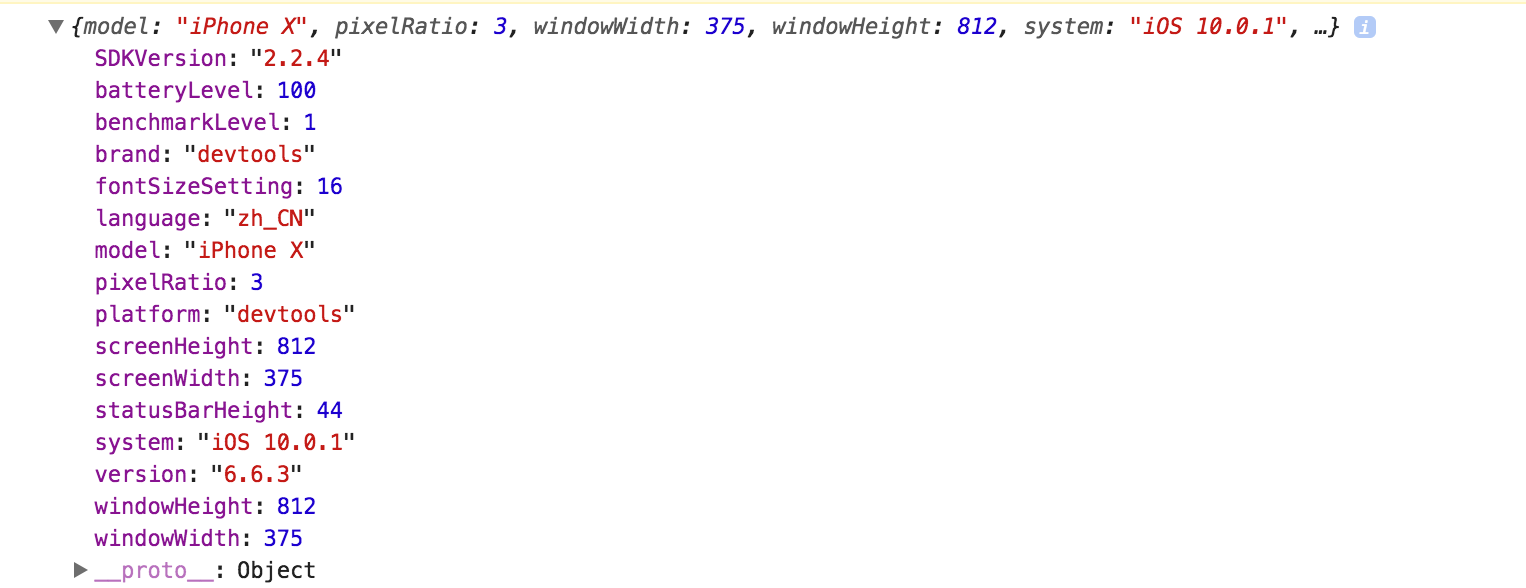 ▼{model: "iPhone X", pixelRatio: 3, windowWidth: 375, windowHeight: 812, system: "iOS 10.0.1", …} i
SDKVersion: "2.2.4"
batteryLevel: 100
benchmarkLevel: 1
brand: "devtools"
fontSizeSetting: 16
language: "zh_CN"
model: "iPhone X"
pixelRatio: 3
platform: "devtools"
screenHeight: 812
screenWidth: 375
statusBarHeight: 44
system: "iOS 10.0.1"
version: "6.6.3"
windowHeight: 812
windowWidth: 375
▶__proto__: Object